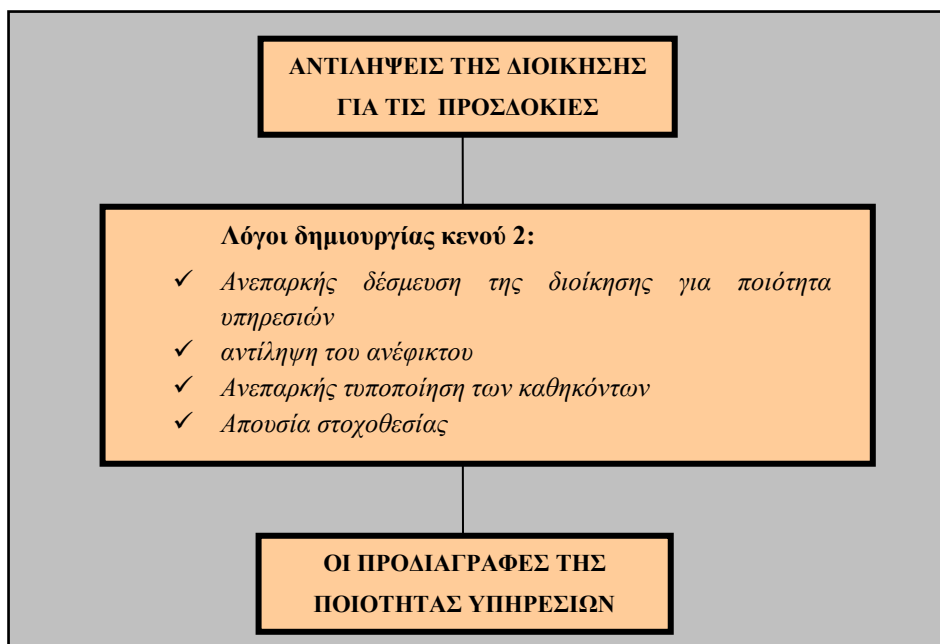 ΑΝΤΙΛΗΨΕΙΣ ΤΗΣ ΔΙΟΙΚΗΣΗΣ
ΓΙΑ ΤΙΣ ΠΡΟΣΔΟΚΙΕΣ
Λόγοι δημιουργίας κενού 2:
✓ Ανεπαρκής δέσμευση της διοίκησης για ποιότητα
υπηρεσιών
✓ αντίληψη του ανέφικτου
✓ Ανεπαρκής τυποποίηση των καθηκόντων
✓ Απουσία στοχοθεσίας
ΟΙ ΠΡΟΔΙΑΓΡΑΦΕΣ ΤΗΣ
ΠΟΙΟΤΗΤΑΣ ΥΠΗΡΕΣΙΩΝ